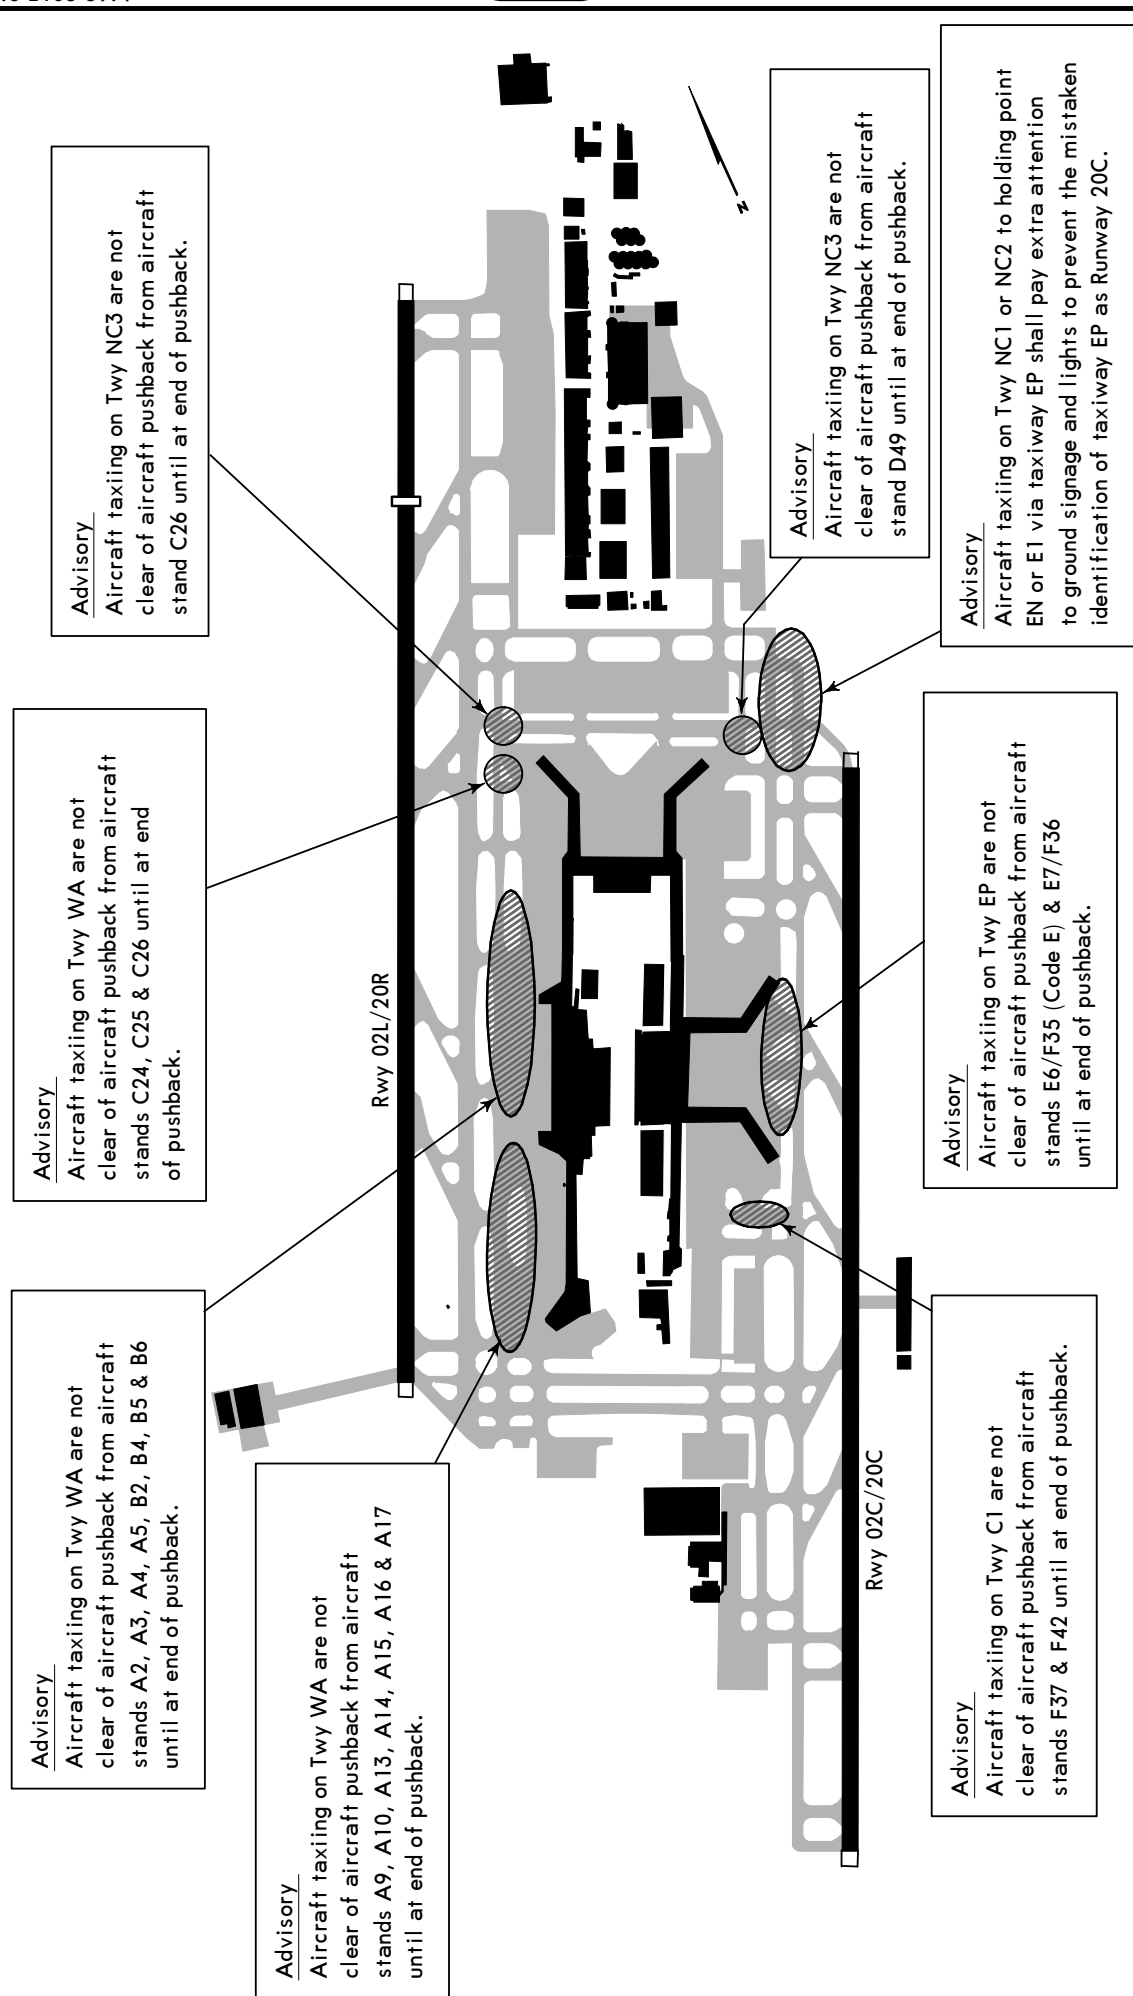 Advisory
Aircraft taxiing on Twy WA are not
clear of aircraft pushback from aircraft
stands A2, A3, A4, A5, B2, B4, B5 & B6
until at end of pushback.
Advisory
Aircraft taxiing on Twy WA are not
clear of aircraft pushback from aircraft
stands C24, C25 & C26 until at end
of pushback.
Advisory
Aircraft taxiing on Twy NC3 are not
clear of aircraft pushback from aircraft
stand C26 until at end of pushback.
Advisory
Aircraft taxiing on Twy WA are not
clear of aircraft pushback from aircraft
stands A9, A10, A13, A14, A15, A16 & A17
until at end of pushback.
Rwy 02L/20R
N
Advisory
Aircraft taxiing on Twy NC3 are not
clear of aircraft pushback from aircraft
stand D49 until at end of pushback.
Rwy 02C/20C
Advisory
Aircraft taxiing on Twy C1 are not
clear of aircraft pushback from aircraft
stands F37 & F42 until at end of pushback.
Advisory
Aircraft taxiing on Twy EP are not
clear of aircraft pushback from aircraft
stands E6/F35 (Code E) & E7/F36
until at end of pushback.
Advisory
Aircraft taxiing on Twy NC1 or NC2 to holding point
EN or E1 via taxiway EP shall pay extra attention
to ground signage and lights to prevent the mistaken
identification of taxiway EP as Runway 20C.